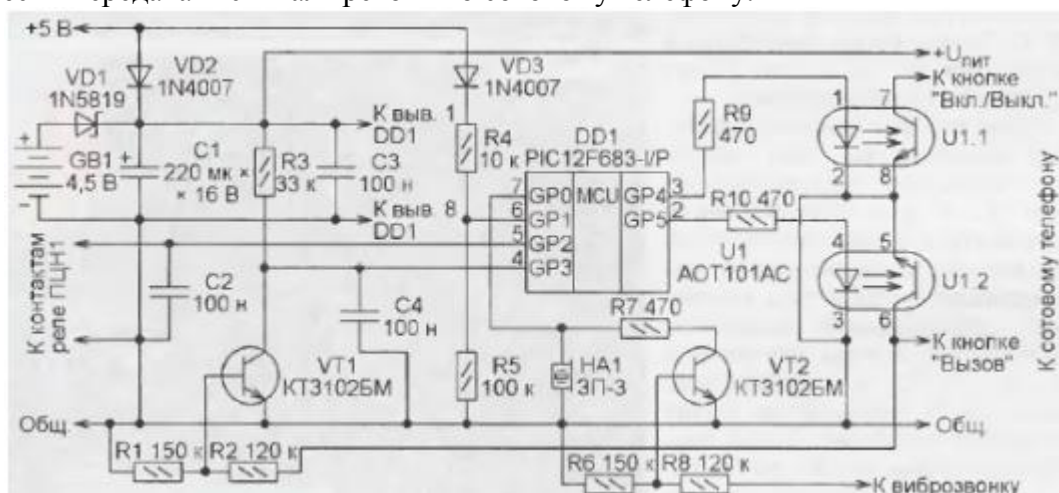 +5 В
VD1
1N5819
VD2
1N4007
VD3
1N4007
+Uпит
К кнопке
"Вкл./Выкл."
К выв. 1
DD1
GB1
4,5 В
C1
220 мк ×
× 16 В
R3
33 к
C3
100 н
R4
10 к
DD1
PIC12F683-I/P
7 GP0 MCU GP4 3
6 GP1 GP5 2
5 GP2
4 GP3
R9
470
1 7
2 8
U1.1
К выв. 8
DD1
R10 470
U1
АОТ101АС
4 5
3 6
U1.2
К контактам
реле ПЦН1
C2
100 н
C4
100 н
R7 470
VT1
КТ3102БМ
R5
100 к
HA1
ЗП-3
VT2
КТ3102БМ
К кнопке
"Вызов"
К сотовому телефону
Общ.
Общ.
R1 150 к
R2 120 к
R6 150 к
R8 120 к
К виброзвонку